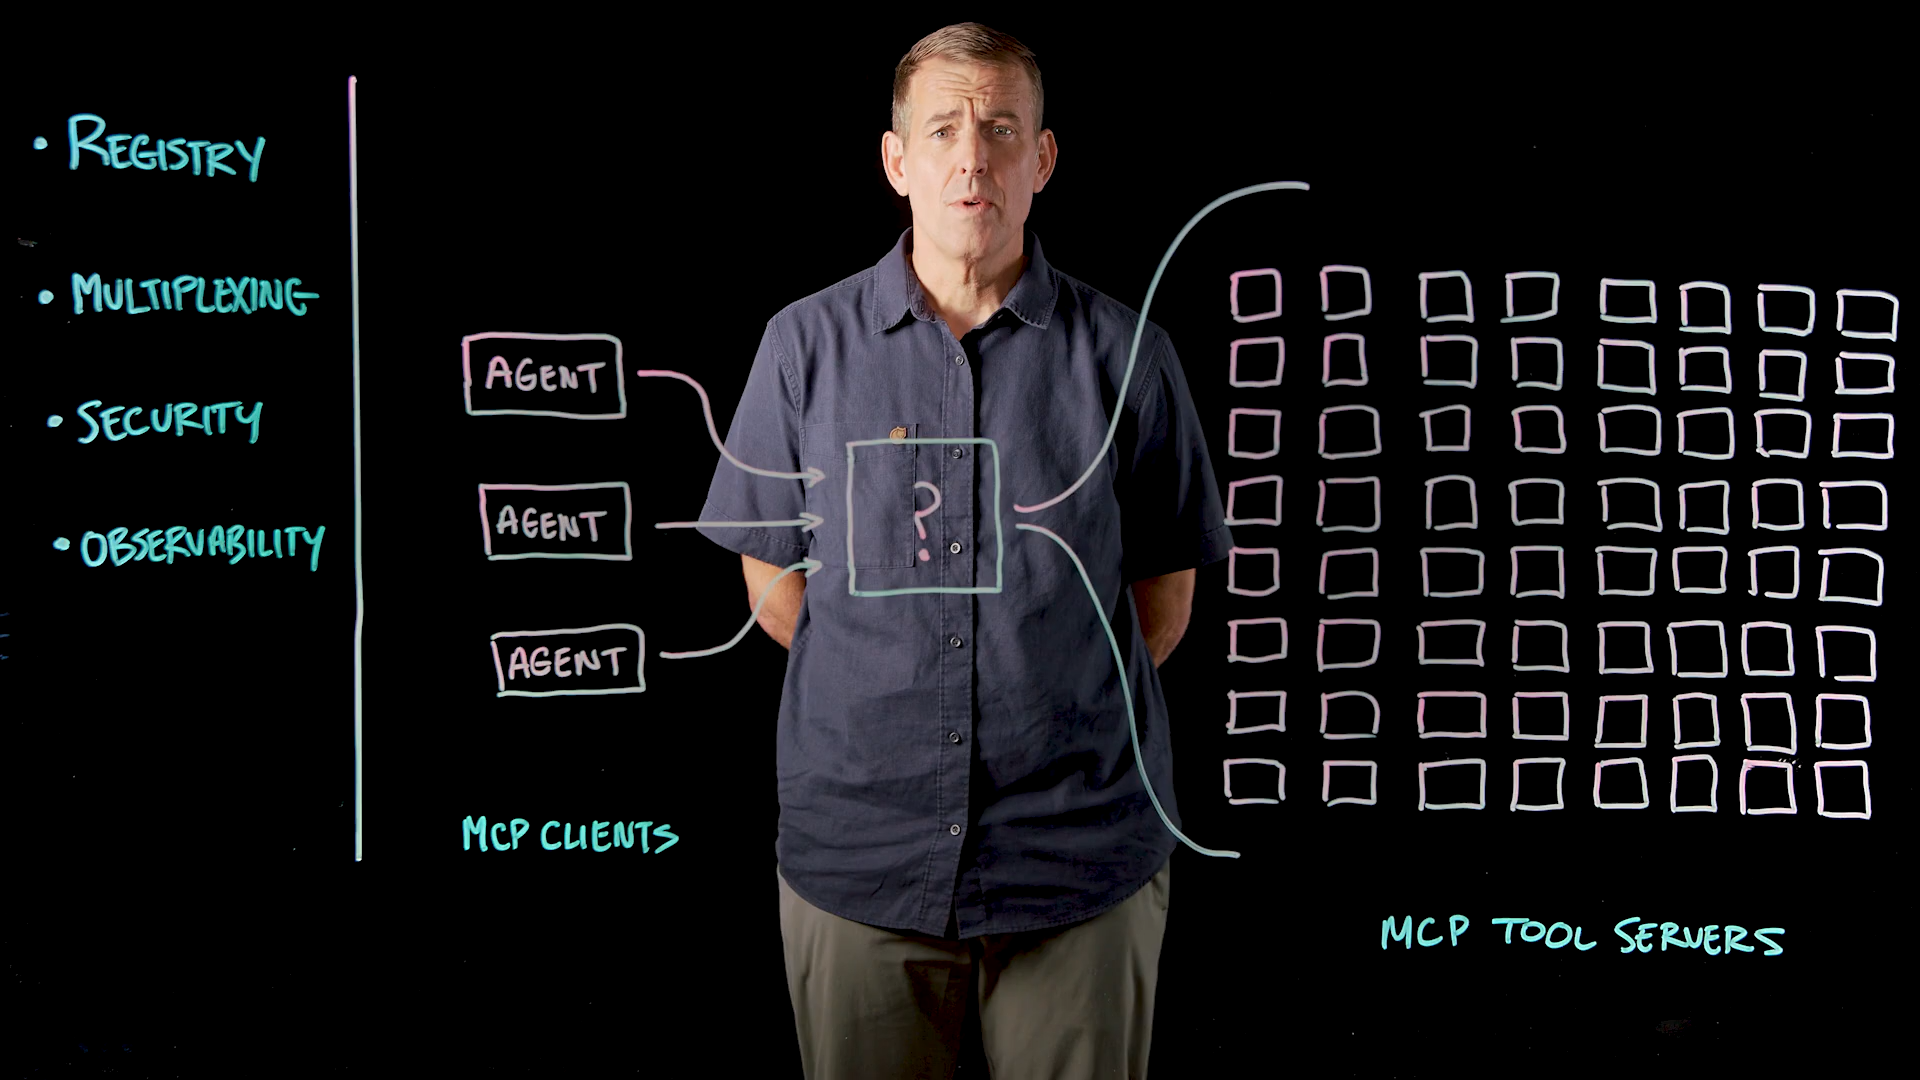 • REGISTRY
• MULTIPLEXING
• SECURITY
• OBSERVABILITY
AGENT
AGENT
AGENT
?
MCP CLIENTS
MCP TOOL SERVERS